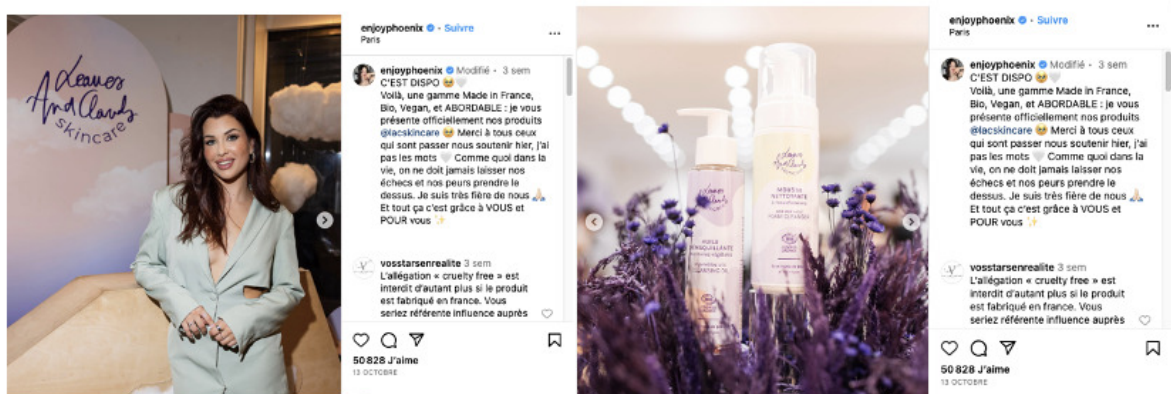 Leaves
And Clouds
skincare
enjoyphoenix • Suivre
Paris
enjoyphoenix Modifié • 3 sem
C'EST DISPO 🥹🤍
Voilà, une gamme Made in France,
Bio, Vegan, et ABORDABLE : je vous
présente officiellement nos produits
@lacskincare 🥹 Merci à tous ceux
qui sont passer nous soutenir hier, j'ai
pas les mots 🤍 Comme quoi dans la
vie, on ne doit jamais laisser nos
échecs et nos peurs prendre le
dessus. Je suis très fière de nous 🙏🏻
Et tout ça c'est grâce à VOUS et
POUR vous ✨
vosstarsenrealite 3 sem
L'allégation « cruelty free » est
interdit d'autant plus si le produit
est fabriqué en france. Vous
seriez référente influence auprès
50 828 J'aime
13 OCTOBRE
Leaves
And Clouds
HUILE
DÉMAQUILLANTE
CLEANSING OIL
Leaves
And Clouds
MOUSSE
NETTOYANTE
FOAM CLEANSER
BIO
enjoyphoenix • Suivre
Paris
enjoyphoenix Modifié • 3 sem
C'EST DISPO 🥹🤍
Voilà, une gamme Made in France,
Bio, Vegan, et ABORDABLE : je vous
présente officiellement nos produits
@lacskincare 🥹 Merci à tous ceux
qui sont passer nous soutenir hier, j'ai
pas les mots 🤍 Comme quoi dans la
vie, on ne doit jamais laisser nos
échecs et nos peurs prendre le
dessus. Je suis très fière de nous 🙏🏻
Et tout ça c'est grâce à VOUS et
POUR vous ✨
vosstarsenrealite 3 sem
L'allégation « cruelty free » est
interdit d'autant plus si le produit
est fabriqué en france. Vous
seriez référente influence auprès
50 828 J'aime
13 OCTOBRE